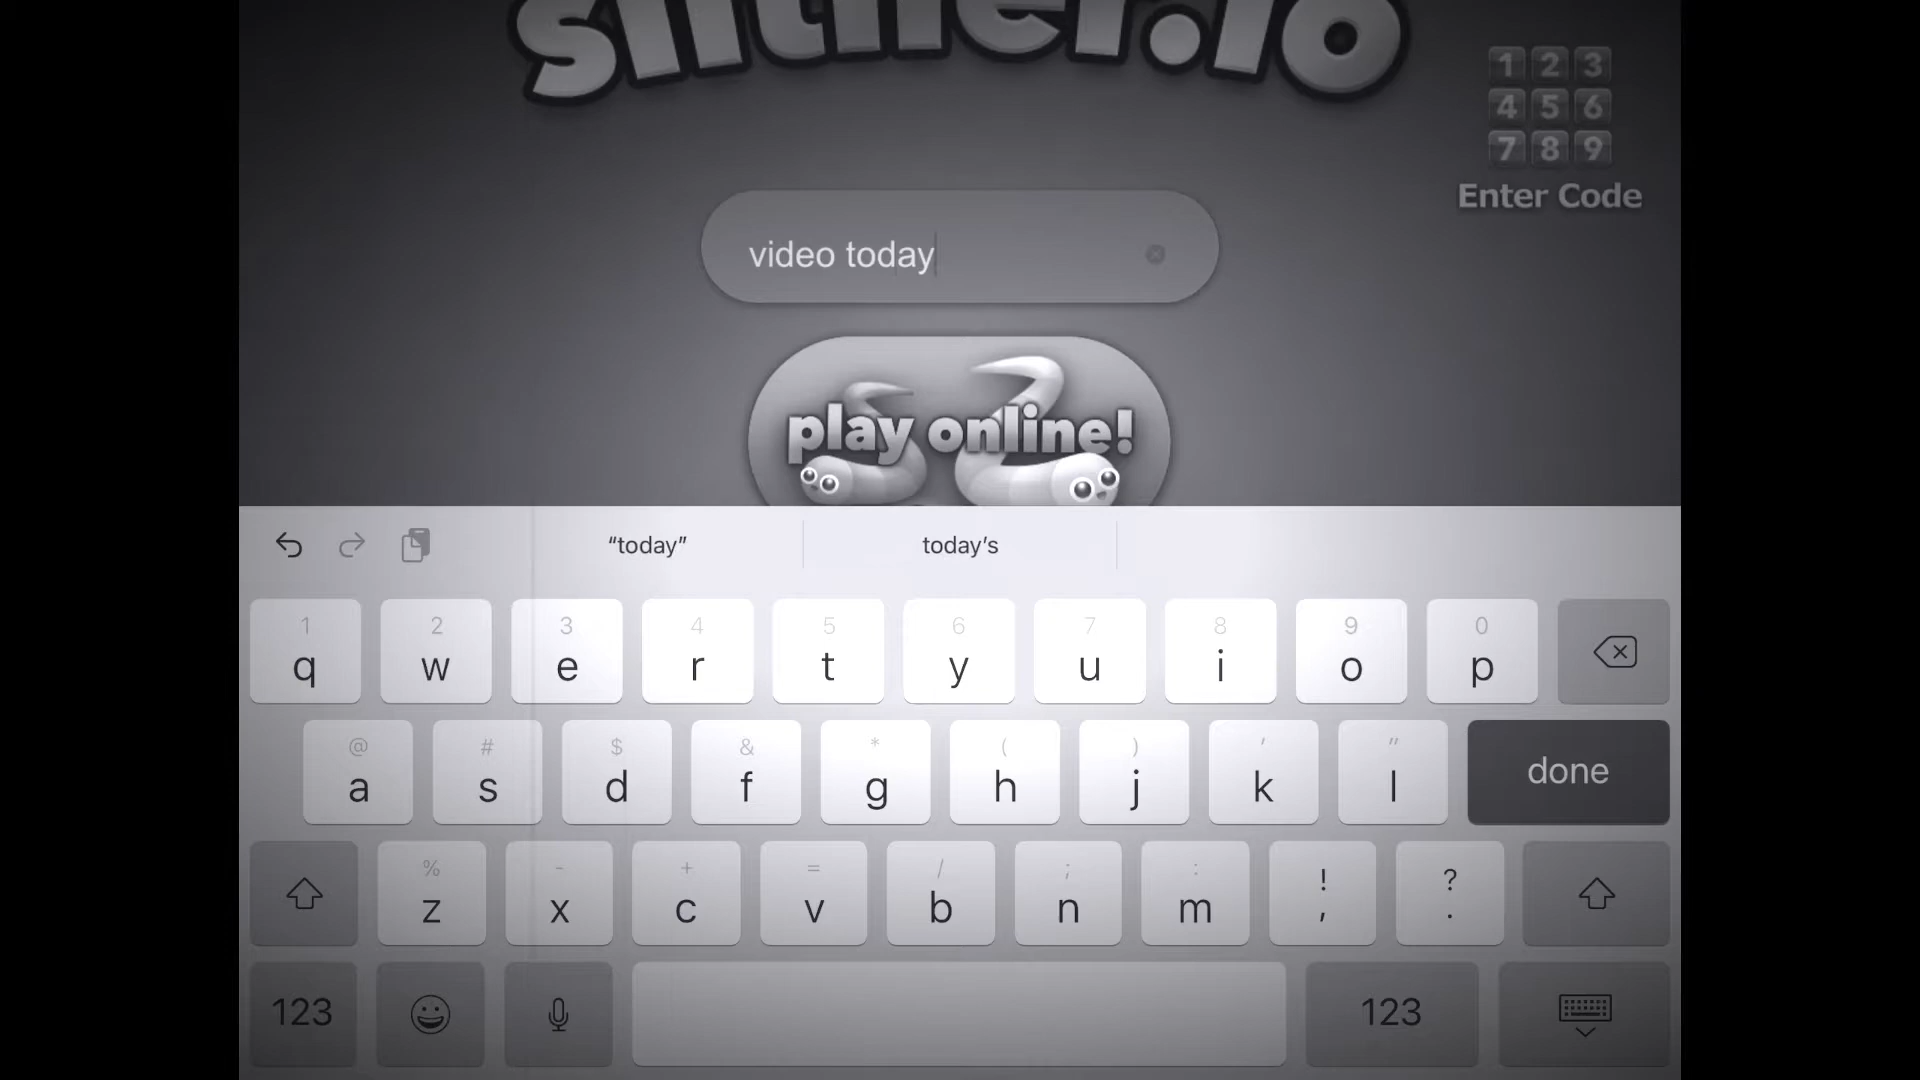 slither.io
1 2 3
4 5 6
7 8 9
Enter Code
video today
play online!
“today” today’s
1 2 3 4 5 6 7 8 9 0
q w e r t y u i o p
@ # $ & * ( ) ' "
a s d f g h j k l done
% - + = / ; : ! ?
z x c v b n m , .
123 123